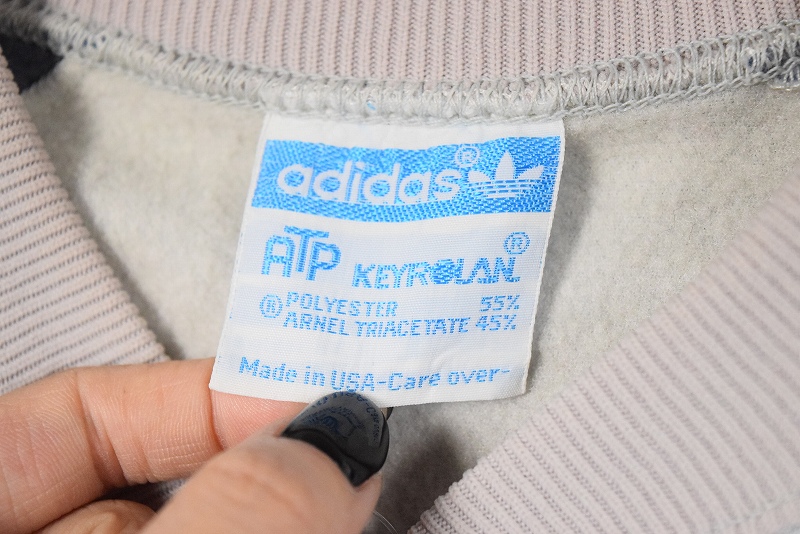 adidas®
ATP KEYROLAN®
® POLYESTER 55%
ARNEL TRIACETATE 45%
Made in USA-Care over-